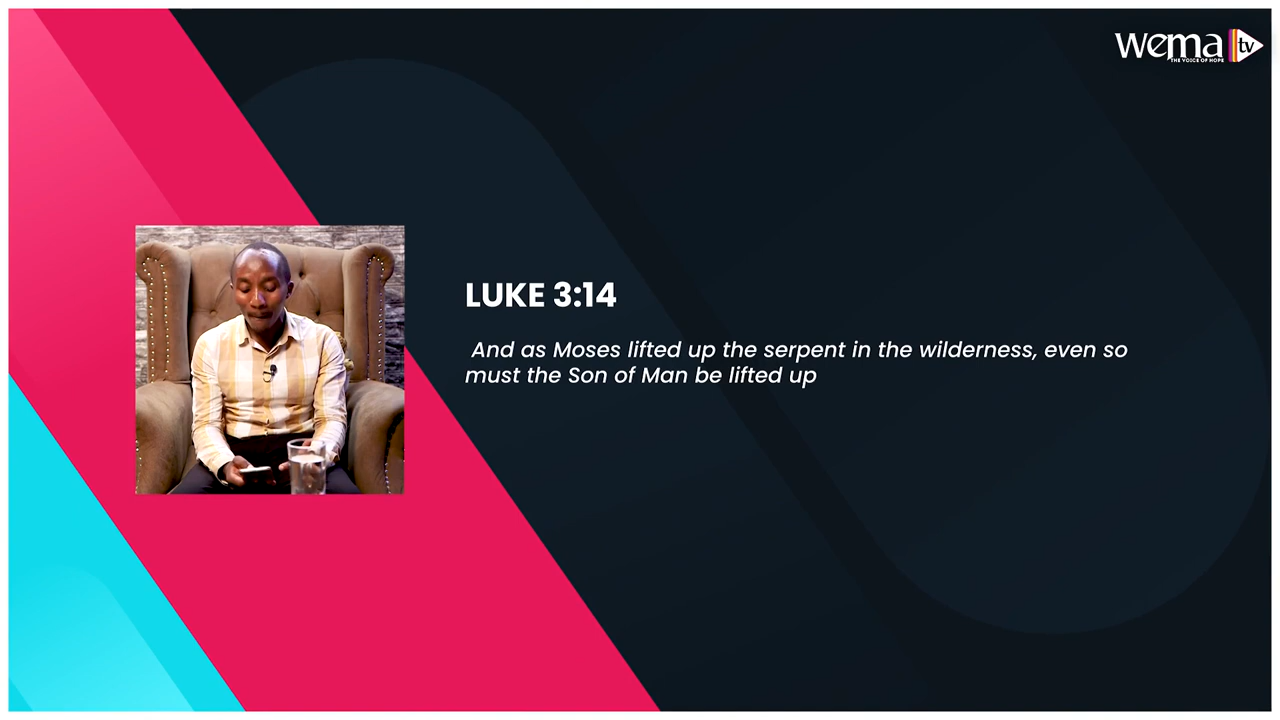 wema tv
THE VOICE OF HOPE
LUKE 3:14
And as Moses lifted up the serpent in the wilderness, even so
must the Son of Man be lifted up